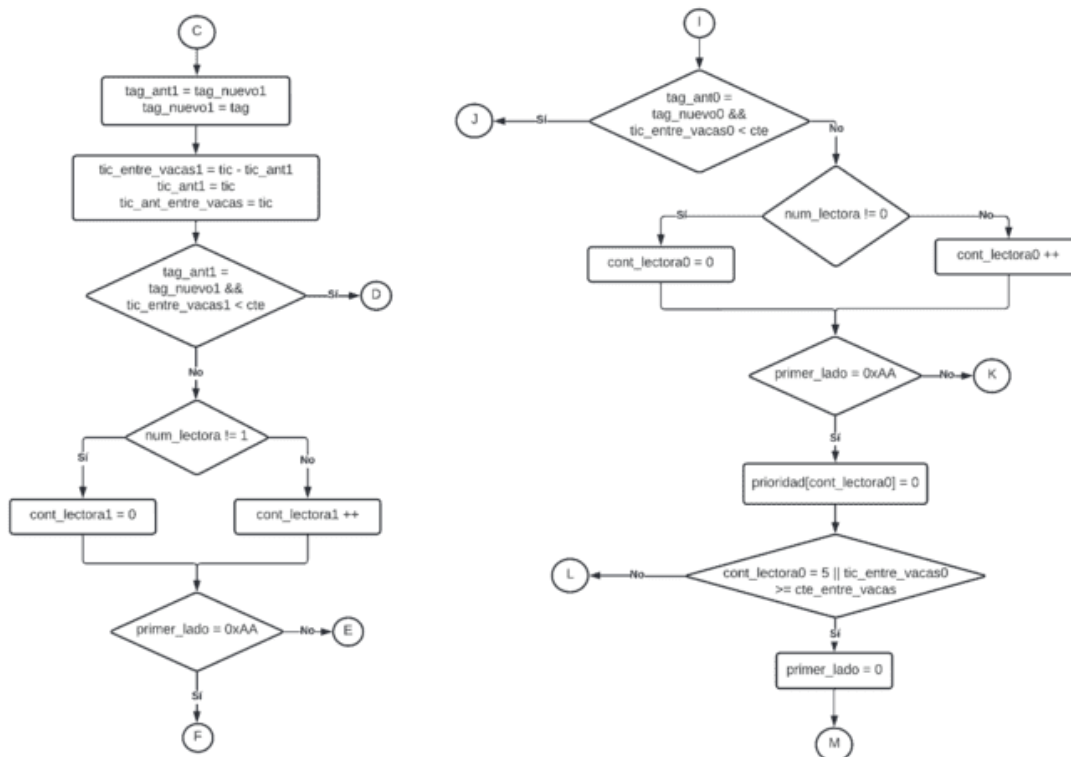 C
tag_ant1 = tag_nuevo1
tag_nuevo1 = tag
tic_entre_vacas1 = tic - tic_ant1
tic_ant1 = tic
tic_ant_entre_vacas = tic
tag_ant1 =
tag_nuevo1 &&
tic_entre_vacas1 < cte
Sí
D
No
num_lectora != 1
Sí
No
cont_lectora1 = 0
cont_lectora1 ++
primer_lado = 0xAA
No
E
Sí
F
I
tag_ant0 =
tag_nuevo0 &&
tic_entre_vacas0 < cte
Sí
J
No
num_lectora != 0
Sí
No
cont_lectora0 = 0
cont_lectora0 ++
primer_lado = 0xAA
No
K
Sí
prioridad[cont_lectora0] = 0
cont_lectora0 = 5 || tic_entre_vacas0
>= cte_entre_vacas
No
L
Sí
primer_lado = 0
M